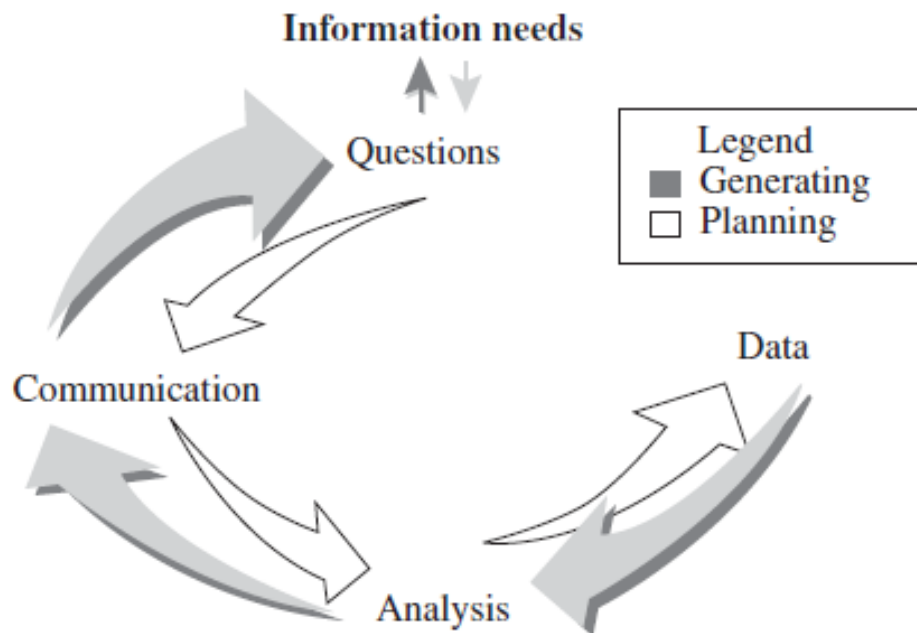 Information needs
Questions
Legend
Generating
Planning
Data
Communication
Analysis